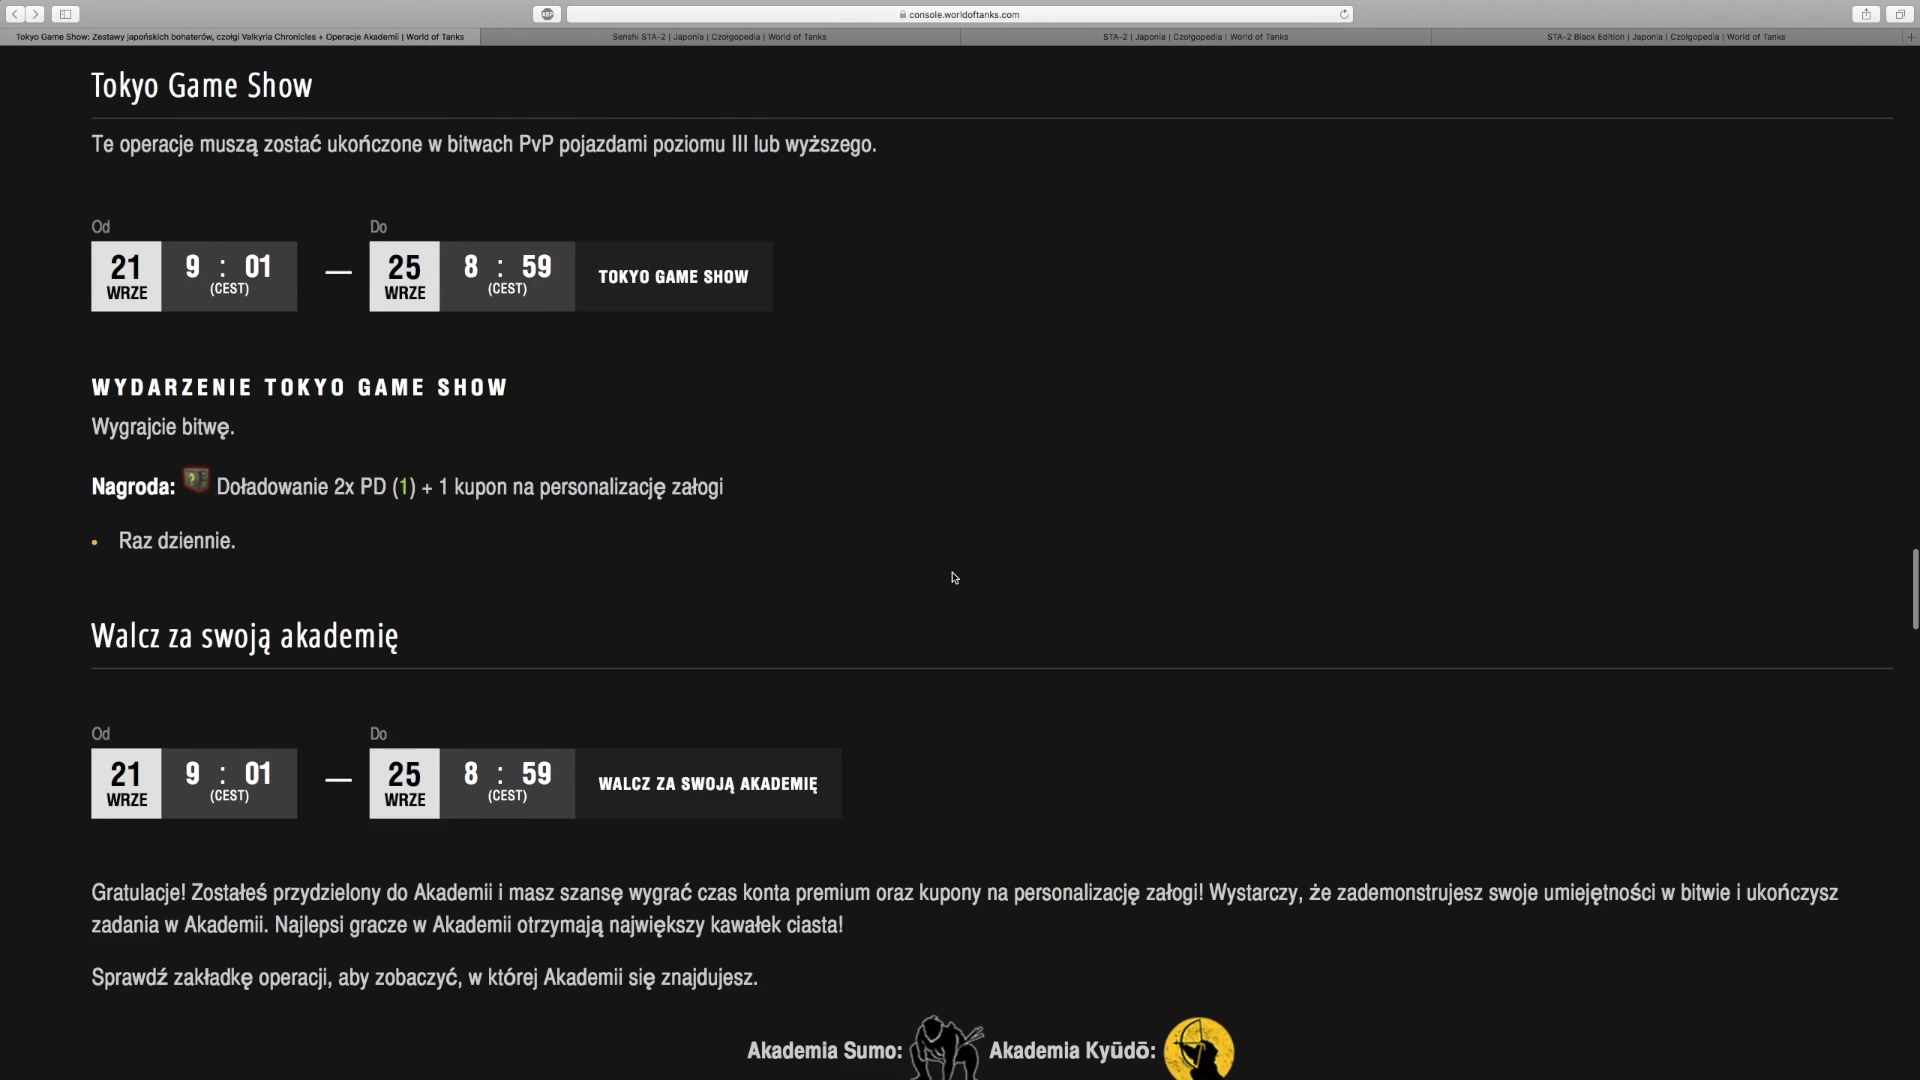 ABP
console.worldoftanks.com
Tokyo Game Show: Zestawy japońskich bohaterów, czołgi Valkyria Chronicles + Operacje Akademii | World of Tanks
Senshi STA-2 | Japonia | Czołgopedia | World of Tanks
STA-2 | Japonia | Czołgopedia | World of Tanks
STA-2 Black Edition | Japonia | Czołgopedia | World of Tanks
Tokyo Game Show
Te operacje muszą zostać ukończone w bitwach PvP pojazdami poziomu III lub wyższego.
Od
Do
21 WRZE 9 : 01 (CEST) — 25 WRZE 8 : 59 (CEST) TOKYO GAME SHOW
WYDARZENIE TOKYO GAME SHOW
Wygrajcie bitwę.
Nagroda: Doładowanie 2x PD (1) + 1 kupon na personalizację załogi
• Raz dziennie.
Walcz za swoją akademię
Od
Do
21 WRZE 9 : 01 (CEST) — 25 WRZE 8 : 59 (CEST) WALCZ ZA SWOJĄ AKADEMIĘ
Gratulacje! Zostałeś przydzielony do Akademii i masz szansę wygrać czas konta premium oraz kupony na personalizację załogi! Wystarczy, że zademonstrujesz swoje umiejętności w bitwie i ukończysz
zadania w Akademii. Najlepsi gracze w Akademii otrzymają największy kawałek ciasta!
Sprawdź zakładkę operacji, aby zobaczyć, w której Akademii się znajdujesz.
Akademia Sumo: Akademia Kyūdō: